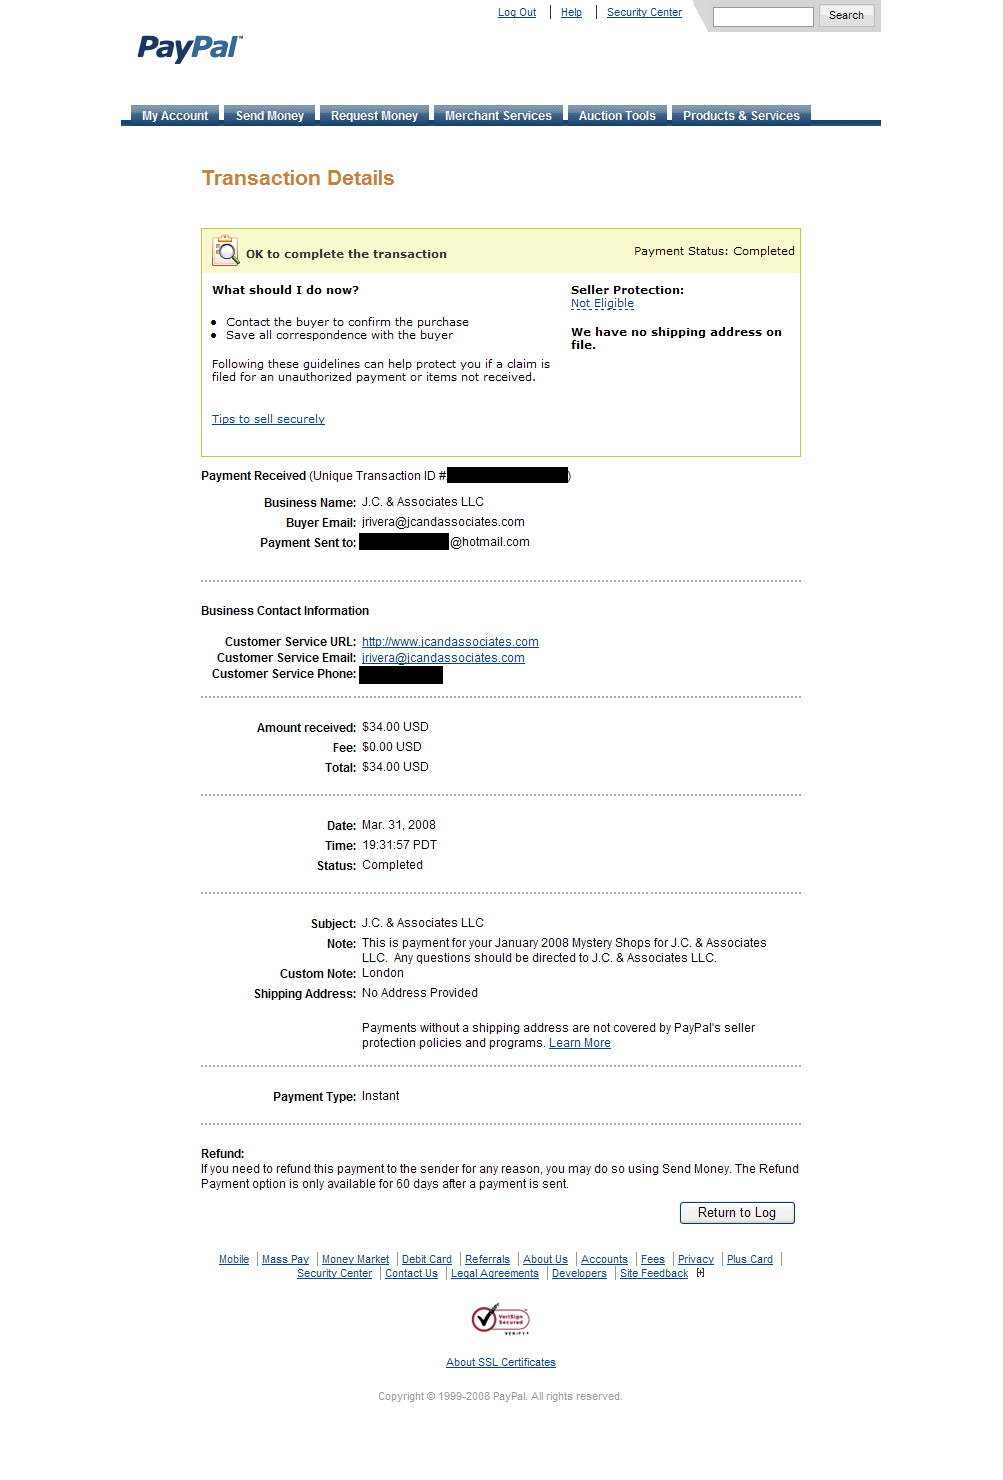 Log Out | Help | Security Center Search
PayPal™
My Account Send Money Request Money Merchant Services Auction Tools Products & Services
Transaction Details
OK to complete the transaction Payment Status: Completed
What should I do now?
• Contact the buyer to confirm the purchase
• Save all correspondence with the buyer
Following these guidelines can help protect you if a claim is
filed for an unauthorized payment or items not received.
Tips to sell securely
Seller Protection:
Not Eligible
We have no shipping address on
file.
Payment Received (Unique Transaction ID # )
Business Name: J.C. & Associates LLC
Buyer Email: jrivera@jcandassociates.com
Payment Sent to: @hotmail.com
Business Contact Information
Customer Service URL: http://www.jcandassociates.com
Customer Service Email: jrivera@jcandassociates.com
Customer Service Phone:
Amount received: $34.00 USD
Fee: $0.00 USD
Total: $34.00 USD
Date: Mar. 31, 2008
Time: 19:31:57 PDT
Status: Completed
Subject: J.C. & Associates LLC
Note: This is payment for your January 2008 Mystery Shops for J.C. & Associates
LLC. Any questions should be directed to J.C. & Associates LLC.
Custom Note: London
Shipping Address: No Address Provided
Payments without a shipping address are not covered by PayPal's seller
protection policies and programs. Learn More
Payment Type: Instant
Refund:
If you need to refund this payment to the sender for any reason, you may do so using Send Money. The Refund
Payment option is only available for 60 days after a payment is sent.
Return to Log
Mobile | Mass Pay | Money Market | Debit Card | Referrals | About Us | Accounts | Fees | Privacy | Plus Card |
Security Center | Contact Us | Legal Agreements | Developers | Site Feedback [+]
VeriSign
Secured
VERIFY
About SSL Certificates
Copyright © 1999-2008 PayPal. All rights reserved.